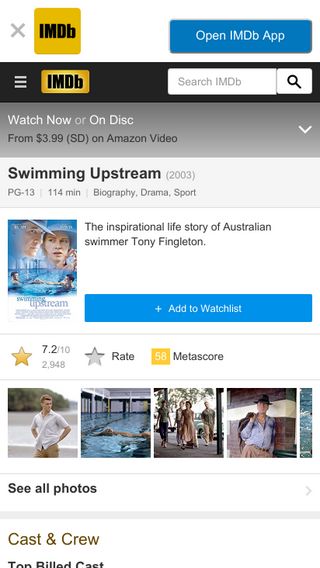 IMDb
Open IMDb App
IMDb
Search IMDb
Watch Now or On Disc
From $3.99 (SD) on Amazon Video
Swimming Upstream (2003)
PG-13 | 114 min | Biography, Drama, Sport
The inspirational life story of Australian
swimmer Tony Fingleton.
swimming
upstream
+ Add to Watchlist
7.2/10
2,948
Rate
58 Metascore
See all photos
Cast & Crew
Top Billed Cast